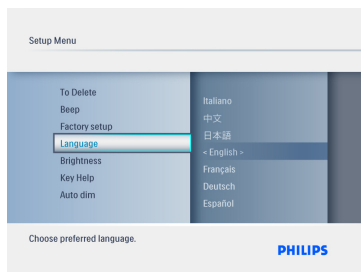 Setup Menu
To Delete
Beep
Factory setup
Language
Brightness
Key Help
Auto dim
Italiano
中文
日本語
< English >
Français
Deutsch
Español
Choose preferred language.
PHILIPS